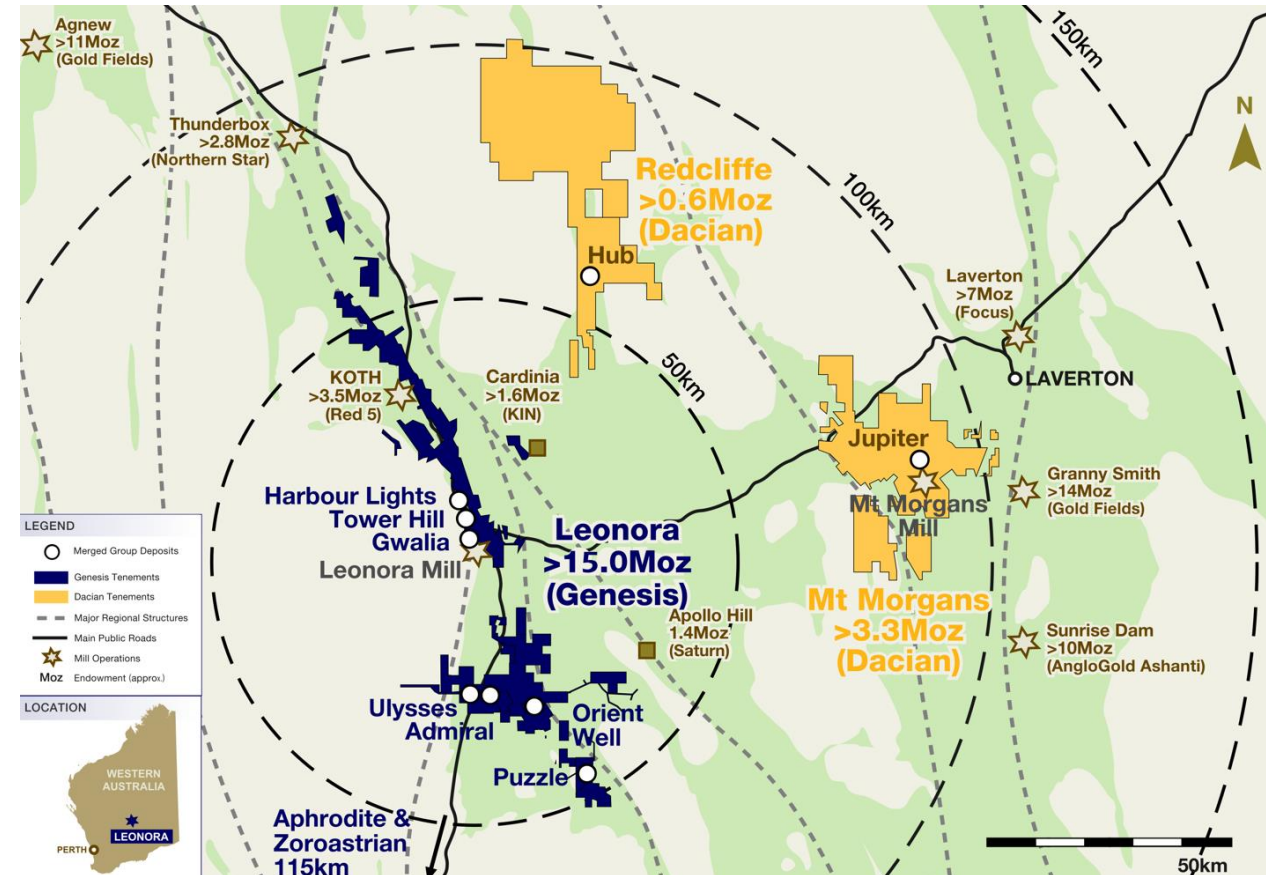 Agnew
>11Moz
(Gold Fields)
Thunderbox
>2.8Moz
(Northern Star)
150km
N
Redcliffe
>0.6Moz
(Dacian)
100km
Hub
Laverton
>7Moz
(Focus)
50km
KOTH
>3.5Moz
(Red 5)
Cardinia
>1.6Moz
(KIN)
LAVERTON
Jupiter
Mt Morgans
Mill
Granny Smith
>14Moz
(Gold Fields)
Harbour Lights
Tower Hill
Gwalia
Leonora Mill
Leonora
>15.0Moz
(Genesis)
Mt Morgans
>3.3Moz
(Dacian)
Apollo Hill
1.4Moz
(Saturn)
Sunrise Dam
>10Moz
(AngloGold Ashanti)
Ulysses
Admiral
Orient
Well
Puzzle
Aphrodite &
Zoroastrian
115km
50km
LEGEND
Merged Group Deposits
Genesis Tenements
Dacian Tenements
Major Regional Structures
Main Public Roads
Mill Operations
Moz Endowment (approx.)
LOCATION
WESTERN
AUSTRALIA
LEONORA
PERTH